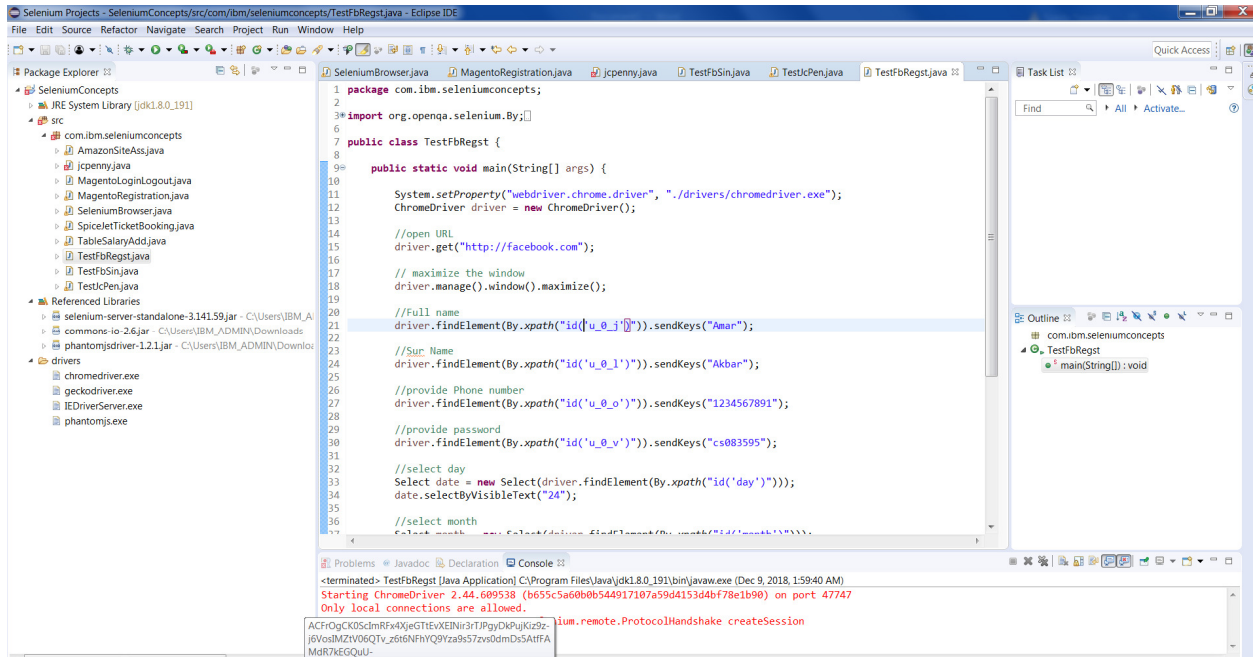 Selenium Projects - SeleniumConcepts/src/com/ibm/seleniumconcepts/TestFbRegst.java - Eclipse IDE
File Edit Source Refactor Navigate Search Project Run Window Help
Quick Access
Package Explorer
SeleniumConcepts
JRE System Library [jdk1.8.0_191]
src
com.ibm.seleniumconcepts
AmazonSiteAss.java
jcpenny.java
MagentoLoginLogout.java
MagentoRegistration.java
SeleniumBrowser.java
SpiceJetTicketBooking.java
TableSalaryAdd.java
TestFbRegst.java
TestFbSin.java
TestJcPen.java
Referenced Libraries
selenium-server-standalone-3.141.59.jar - C:\Users\IBM_A
commons-io-2.6.jar - C:\Users\IBM_ADMIN\Downloads
phantomjsdriver-1.2.1.jar - C:\Users\IBM_ADMIN\Downloa
drivers
chromedriver.exe
geckodriver.exe
IEDriverServer.exe
phantomjs.exe
SeleniumBrowser.java MagentoRegistration.java jcpenny.java TestFbSin.java TestJcPen.java TestFbRegst.java
1 package com.ibm.seleniumconcepts;
2
3 import org.openqa.selenium.By;
6
7 public class TestFbRegst {
8
9 public static void main(String[] args) {
10
11 System.setProperty("webdriver.chrome.driver", "./drivers/chromedriver.exe");
12 ChromeDriver driver = new ChromeDriver();
13
14 //open URL
15 driver.get("http://facebook.com");
16
17 // maximize the window
18 driver.manage().window().maximize();
19
20 //Full name
21 driver.findElement(By.xpath("id('u_0_j')")).sendKeys("Amar");
22
23 //Sur Name
24 driver.findElement(By.xpath("id('u_0_l')")).sendKeys("Akbar");
25
26 //provide Phone number
27 driver.findElement(By.xpath("id('u_0_o')")).sendKeys("1234567891");
28
29 //provide password
30 driver.findElement(By.xpath("id('u_0_v')")).sendKeys("cs083595");
31
32 //select day
33 Select date = new Select(driver.findElement(By.xpath("id('day')")));
34 date.selectByVisibleText("24");
35
36 //select month
37 Select month = new Select(driver.findElement(By.xpath("id('month')")));
Task List
Find All Activate...
Outline
com.ibm.seleniumconcepts
TestFbRegst
main(String[]) : void
Problems Javadoc Declaration Console
<terminated> TestFbRegst [Java Application] C:\Program Files\Java\jdk1.8.0_191\bin\javaw.exe (Dec 9, 2018, 1:59:40 AM)
Starting ChromeDriver 2.44.609538 (b655c5a60b0b544917107a59d4153d4bf78e1b90) on port 47747
Only local connections are allowed.
nium.remote.ProtocolHandshake createSession